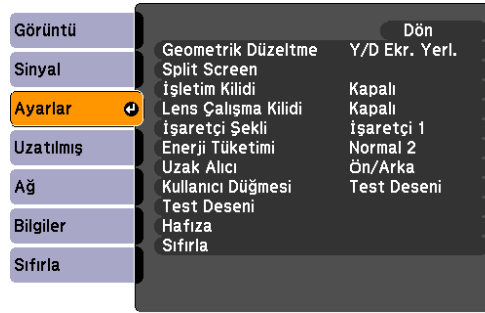 Görüntü
Sinyal
Ayarlar
Uzatılmış
Ağ
Bilgiler
Sıfırla
Dön
Geometrik Düzeltme Y/D Ekr. Yerl.
Split Screen
İşletim Kilidi Kapalı
Lens Çalışma Kilidi Kapalı
İşaretçi Şekli İşaretçi 1
Enerji Tüketimi Normal 2
Uzak Alıcı Ön/Arka
Kullanıcı Düğmesi Test Deseni
Test Deseni
Hafıza
Sıfırla